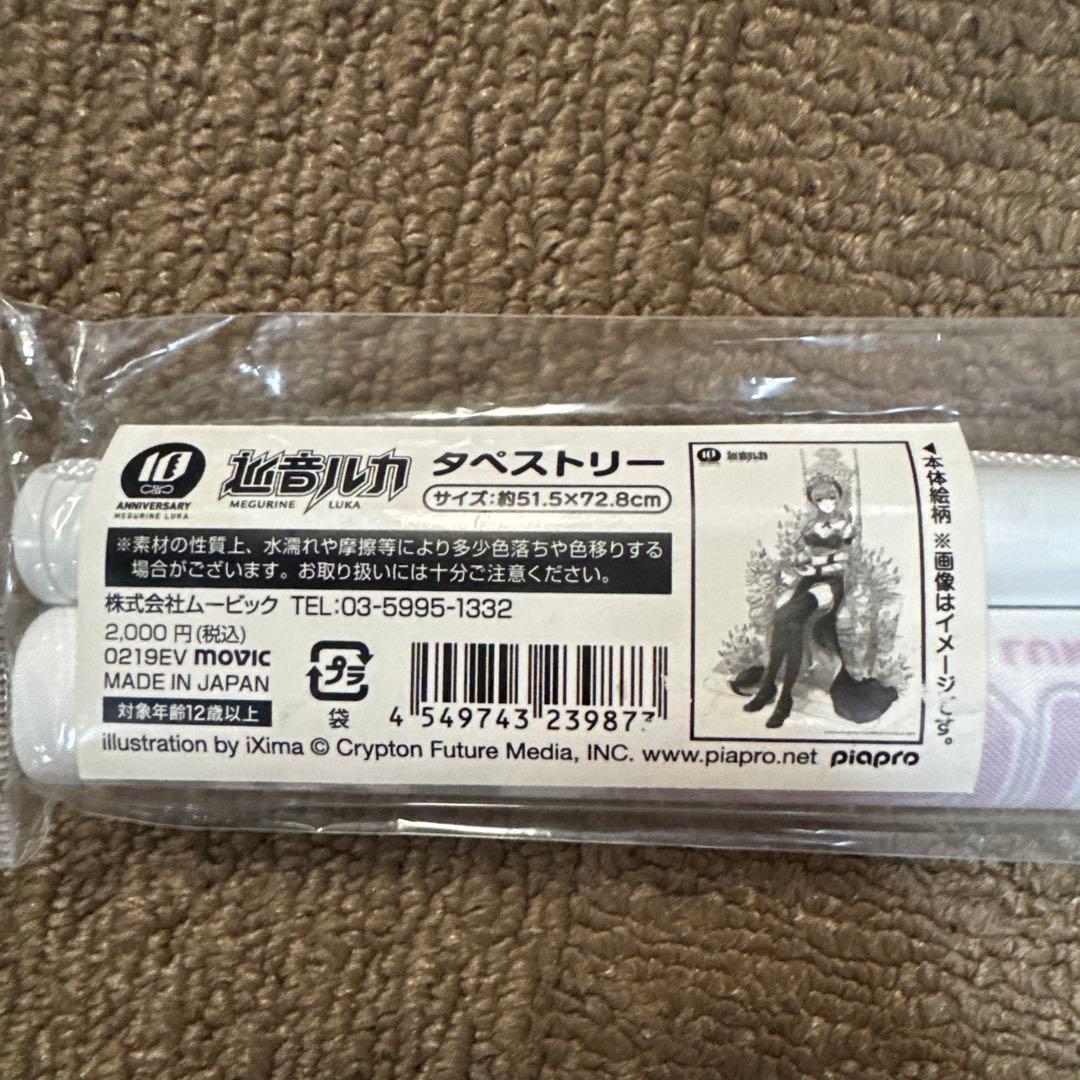 10
ANNIVERSARY
MEGURINE LUKA
巡音ルカ
MEGURINE LUKA
タペストリー
サイズ:約51.5×72.8cm
※素材の性質上、水濡れや摩擦等により多少色落ちや色移りする
場合がございます。お取り扱いには十分ご注意ください。
株式会社ムービック TEL:03-5995-1332
2,000円(税込)
0219EV movic
MADE IN JAPAN
対象年齢12歳以上
プラ
袋
4 549743 239877
illustration by iXima © Crypton Future Media, INC. www.piapro.net piapro
巡音ルカ
▲本体絵柄 ※画像はイメージです。